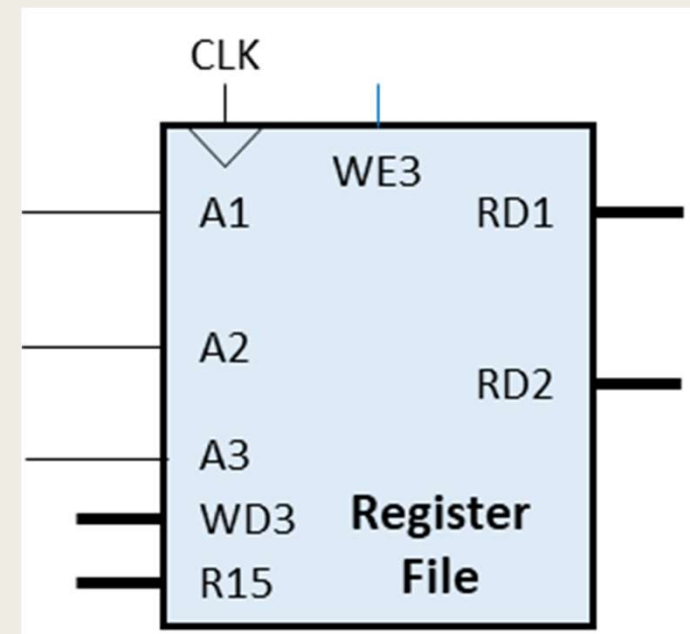 CLK
WE3
A1
RD1
A2
RD2
A3
WD3
Register
R15
File